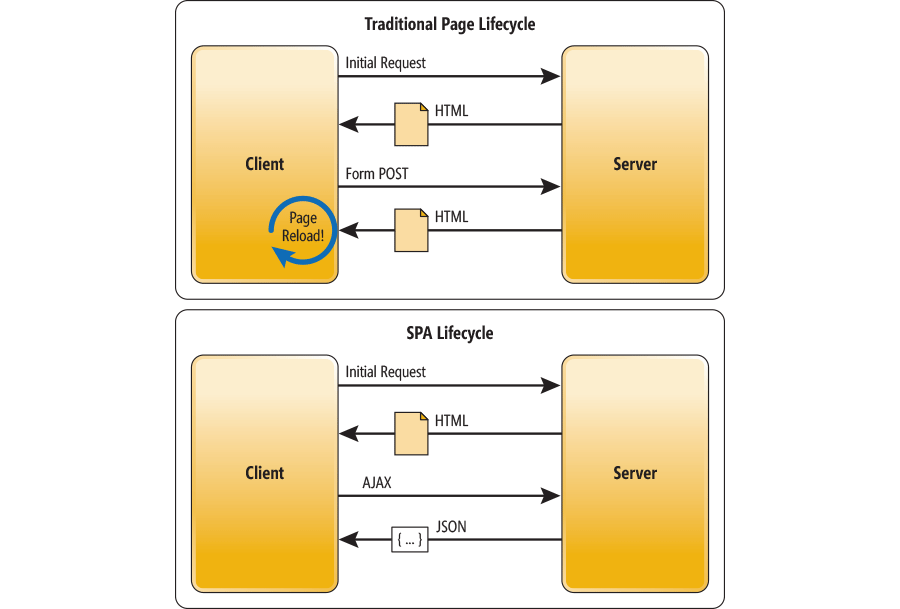 Traditional Page Lifecycle
Initial Request
HTML
Client
Server
Form POST
HTML
Page
Reload!
SPA Lifecycle
Initial Request
HTML
Client
Server
AJAX
JSON
{ ... }